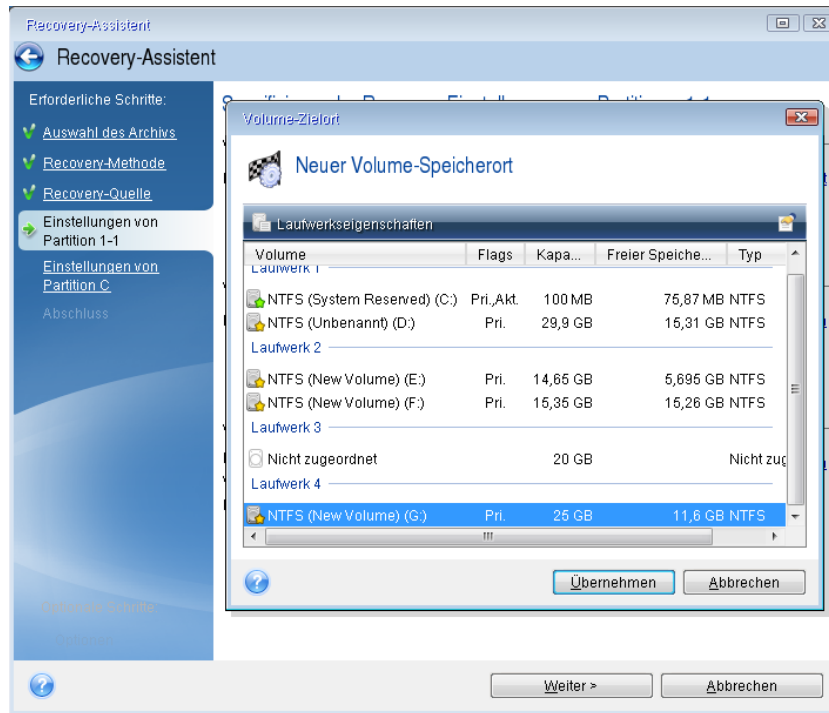 Recovery-Assistent
Recovery-Assistent
Erforderliche Schritte:
Auswahl des Archivs
Recovery-Methode
Recovery-Quelle
Einstellungen von
Partition 1-1
Einstellungen von
Partition C
Abschluss
Volume-Zielort
Neuer Volume-Speicherort
Laufwerkseigenschaften
Volume Flags Kapa... Freier Speiche... Typ
Laufwerk 1
NTFS (System Reserved) (C:) Pri.,Akt. 100 MB 75,87 MB NTFS
NTFS (Unbenannt) (D:) Pri. 29,9 GB 15,31 GB NTFS
Laufwerk 2
NTFS (New Volume) (E:) Pri. 14,65 GB 5,695 GB NTFS
NTFS (New Volume) (F:) Pri. 15,35 GB 15,26 GB NTFS
Laufwerk 3
Nicht zugeordnet 20 GB Nicht zug
Laufwerk 4
NTFS (New Volume) (G:) Pri. 25 GB 11,6 GB NTFS
Übernehmen Abbrechen
Weiter > Abbrechen